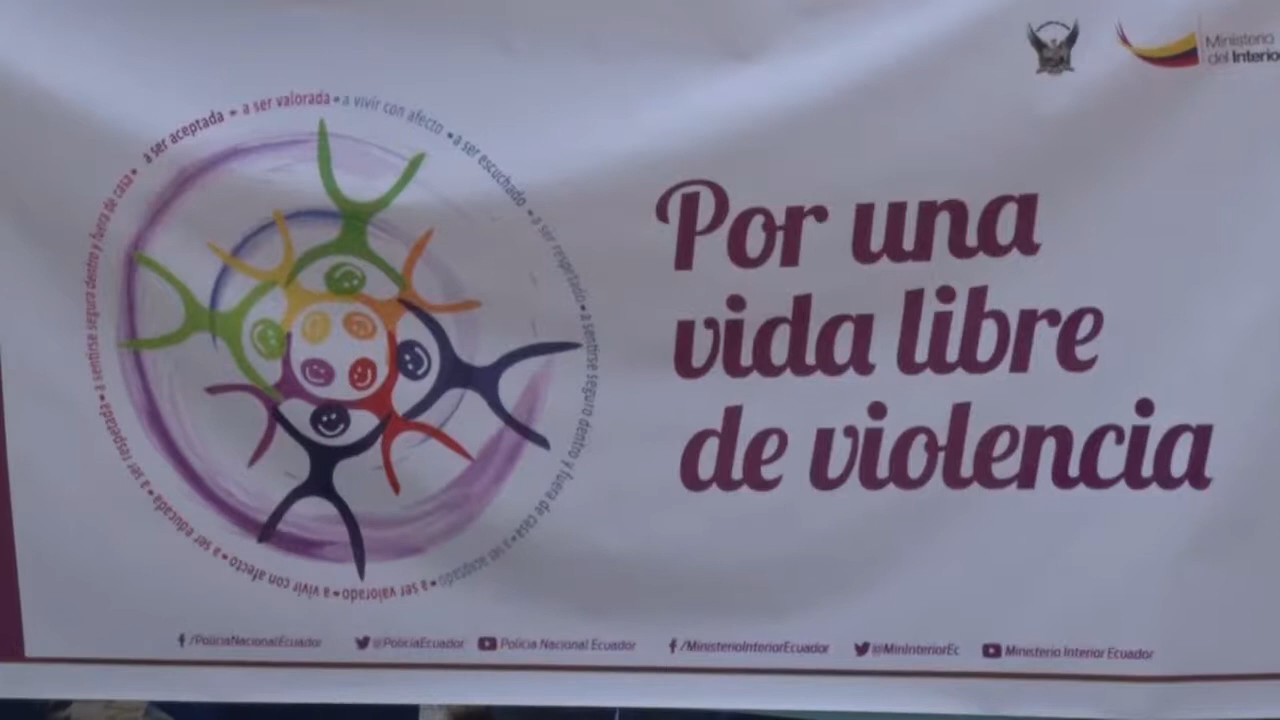 Ministerio
del Interior
a ser aceptada • a ser valorada • a vivir con afecto • a ser escuchado • a ser respetado • a sentirse seguro dentro y fuera de casa • a ser aceptado • a ser valorado • a vivir con afecto • a ser educada • a ser respetada • a sentirse segura dentro y fuera de casa •
Por una
vida libre
de violencia
/PoliciaNacionalEcuador @PoliciaEcuador Policia Nacional Ecuador /MinisterioInteriorEcuador @MinInteriorEc Ministerio Interior Ecuador